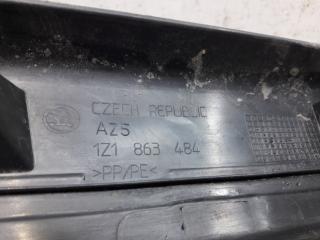 CZECH REPUBLIC
AZ5
1Z1 863 484
>PP/PE<